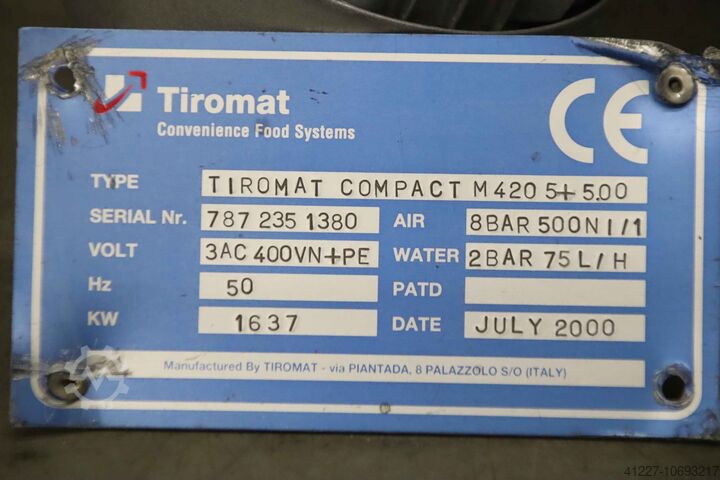 Tiromat
Convenience Food Systems
CE
TYPE TIROMAT COMPACT M420 5+5.00
SERIAL Nr. 787 235 1380 AIR 8BAR 500NI/1
VOLT 3AC 400VN+PE WATER 2BAR 75L/H
Hz 50 PATD
KW 1637 DATE JULY 2000
Manufactured By TIROMAT - via PIANTADA, 8 PALAZZOLO S/O (ITALY)
41227-10693217